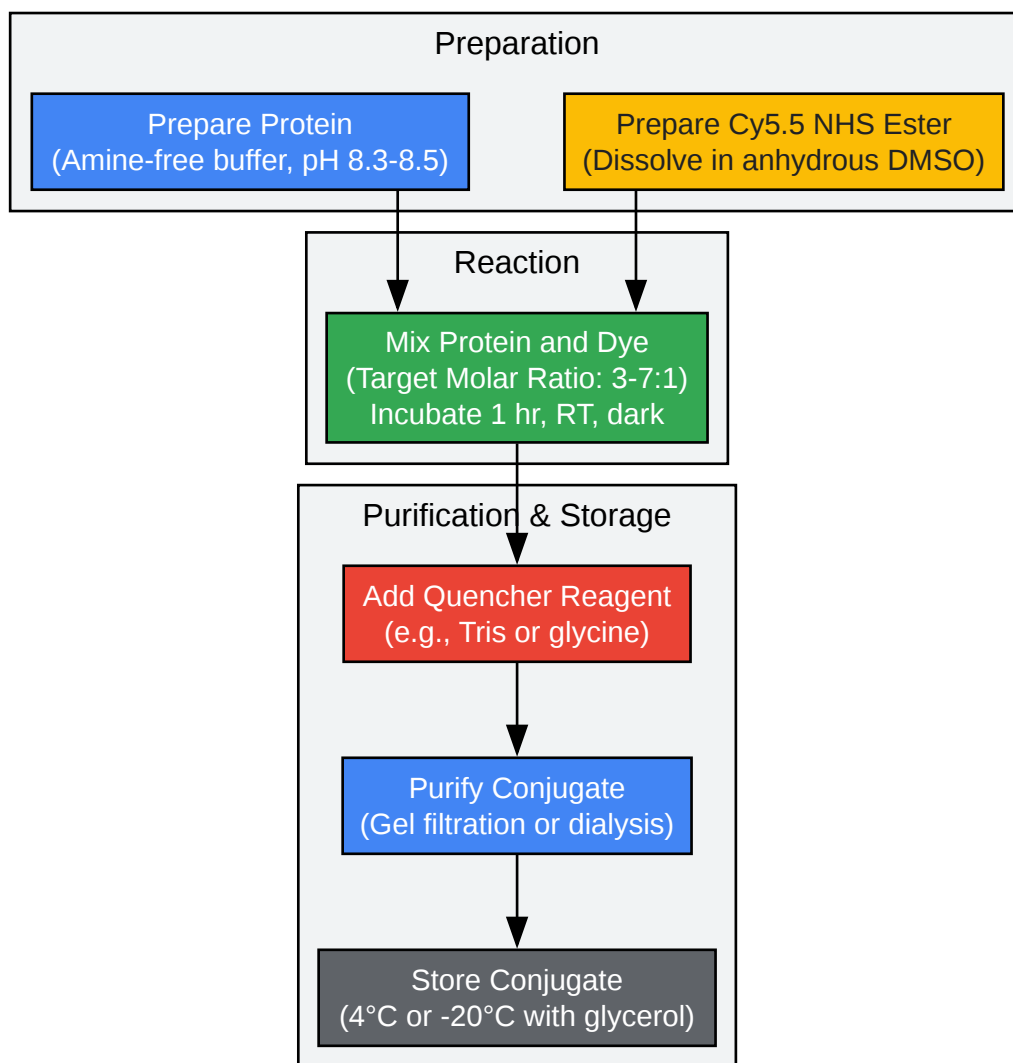 Preparation
Prepare Protein
(Amine-free buffer, pH 8.3-8.5)
Prepare Cy5.5 NHS Ester
(Dissolve in anhydrous DMSO)
Reaction
Mix Protein and Dye
(Target Molar Ratio: 3-7:1)
Incubate 1 hr, RT, dark
Purification & Storage
Add Quencher Reagent
(e.g., Tris or glycine)
Purify Conjugate
(Gel filtration or dialysis)
Store Conjugate
(4°C or -20°C with glycerol)